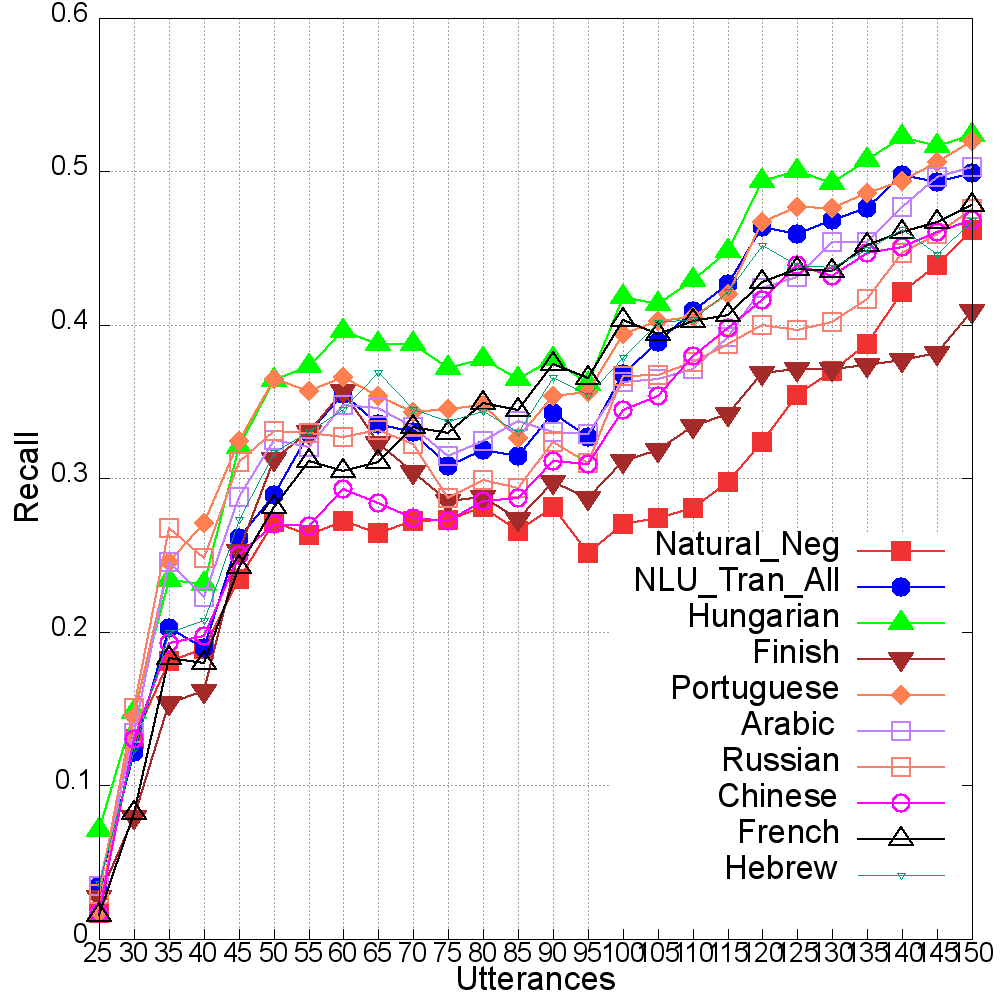 0.6
0.5
0.4
0.3
0.2
0.1
0
Recall
Natural_Neg
NLU_Tran_All
Hungarian
Finish
Portuguese
Arabic
Russian
Chinese
French
Hebrew
25 30 35 40 45 50 55 60 65 70 75 80 85 90 95 100 105 110 115 120 125 130 135 140 145 150
Utterances